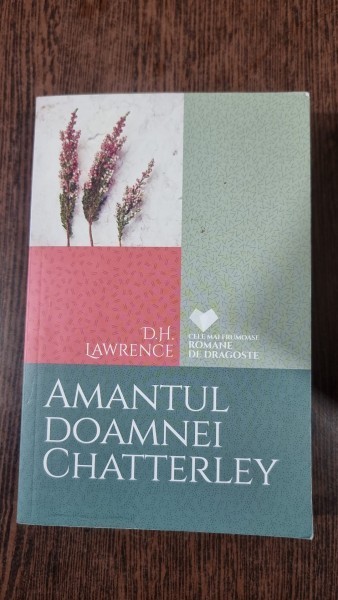 D.H.
LAWRENCE
CELE MAI FRUMOASE
ROMANE
DE DRAGOSTE
AMANTUL
DOAMNEI
CHATTERLEY